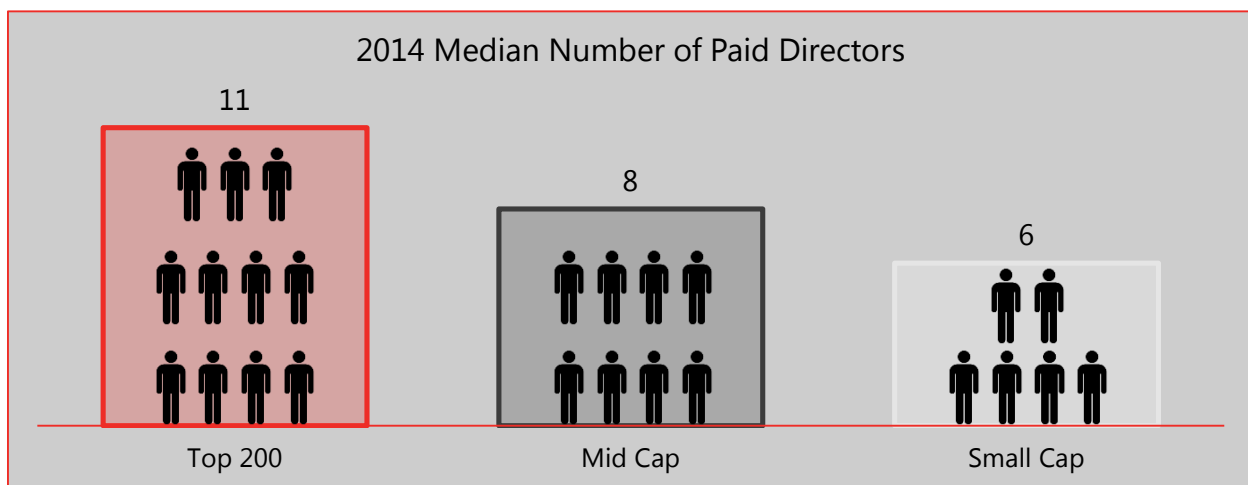 2014 Median Number of Paid Directors
11
8
6
Top 200
Mid Cap
Small Cap